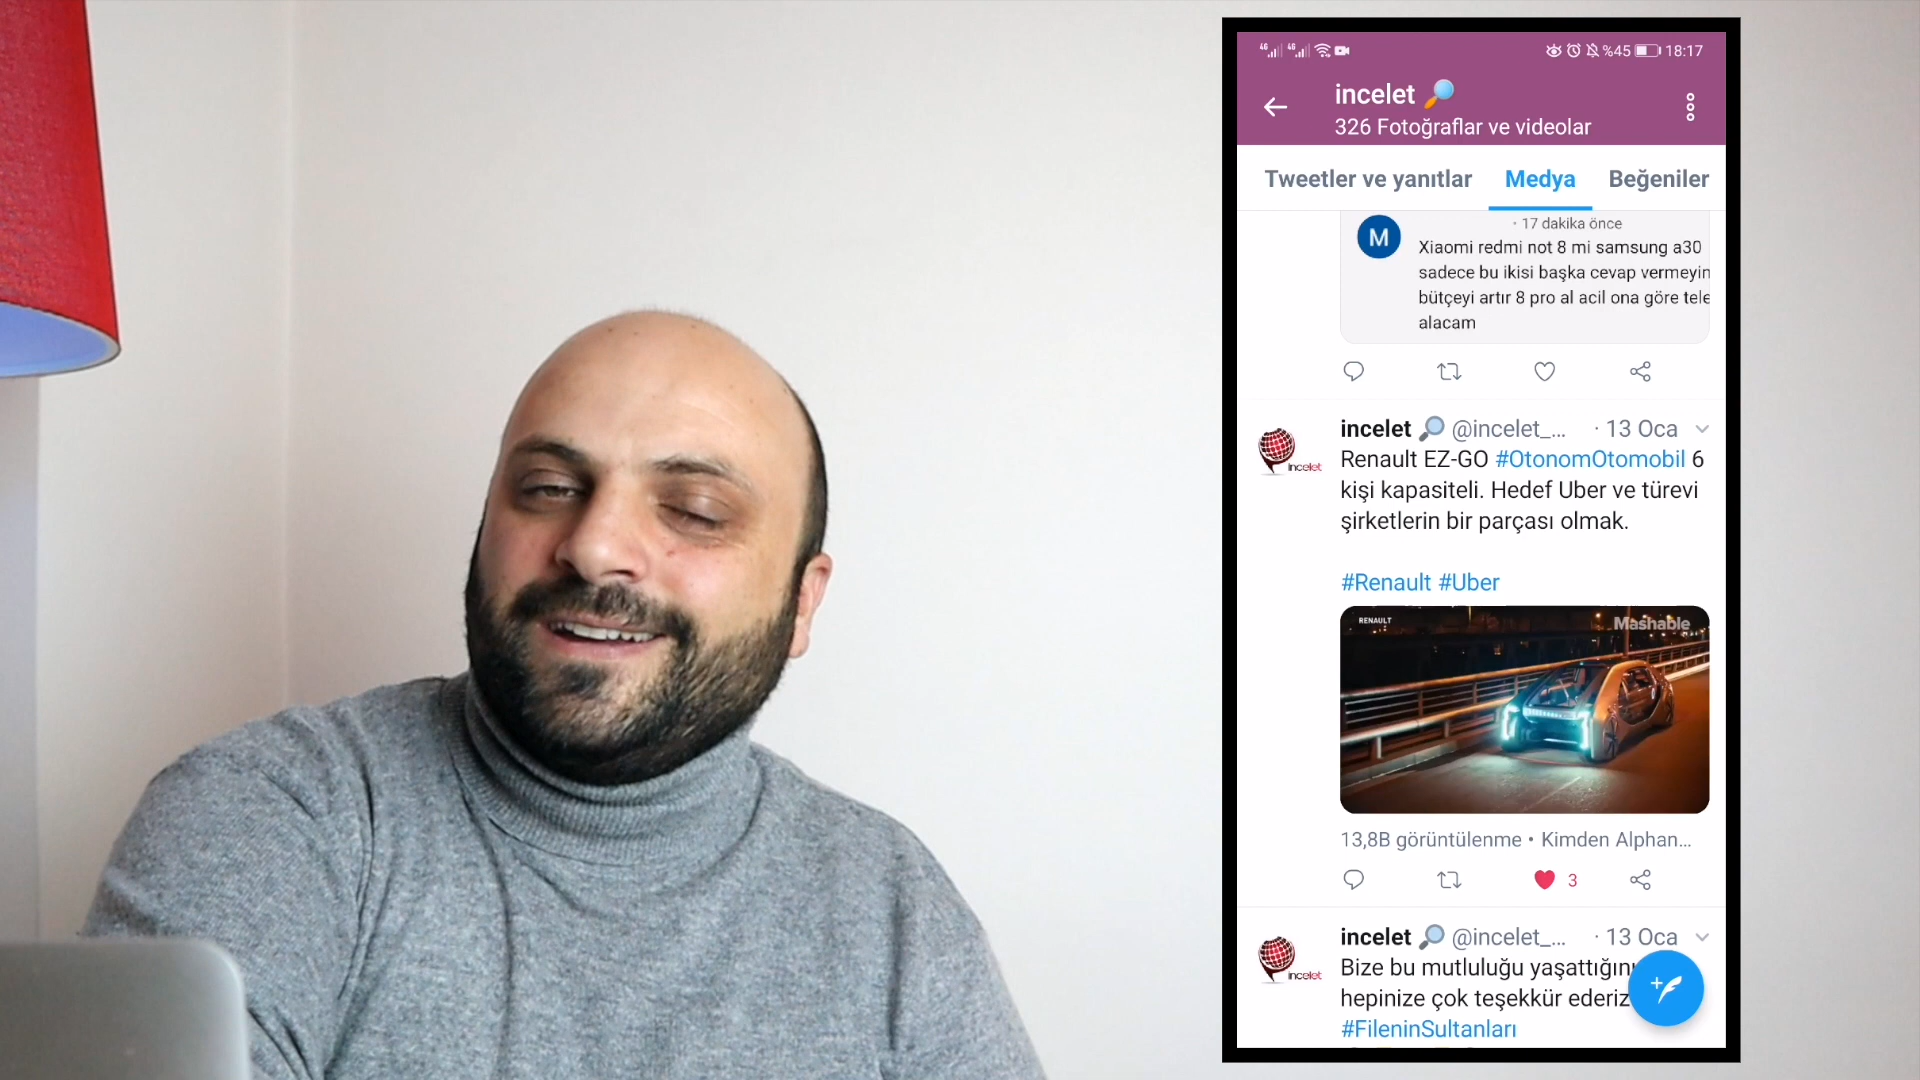 4G 4G %45 18:17
incelet
326 Fotoğraflar ve videolar
Tweetler ve yanıtlar Medya Beğeniler
· 17 dakika önce
M
Xiaomi redmi not 8 mi samsung a30
sadece bu ikisi başka cevap vermeyin
bütçeyi artır 8 pro al acil ona göre tele
alacam
incelet @incelet_... · 13 Oca
incelet
Renault EZ-GO #OtonomOtomobil 6
kişi kapasiteli. Hedef Uber ve türevi
şirketlerin bir parçası olmak.
#Renault #Uber
RENAULT Mashable
13,8B görüntülenme • Kimden Alphan...
3
incelet @incelet_... · 13 Oca
incelet
Bize bu mutluluğu yaşattığını
hepinize çok teşekkür ederiz
#FileninSultanları